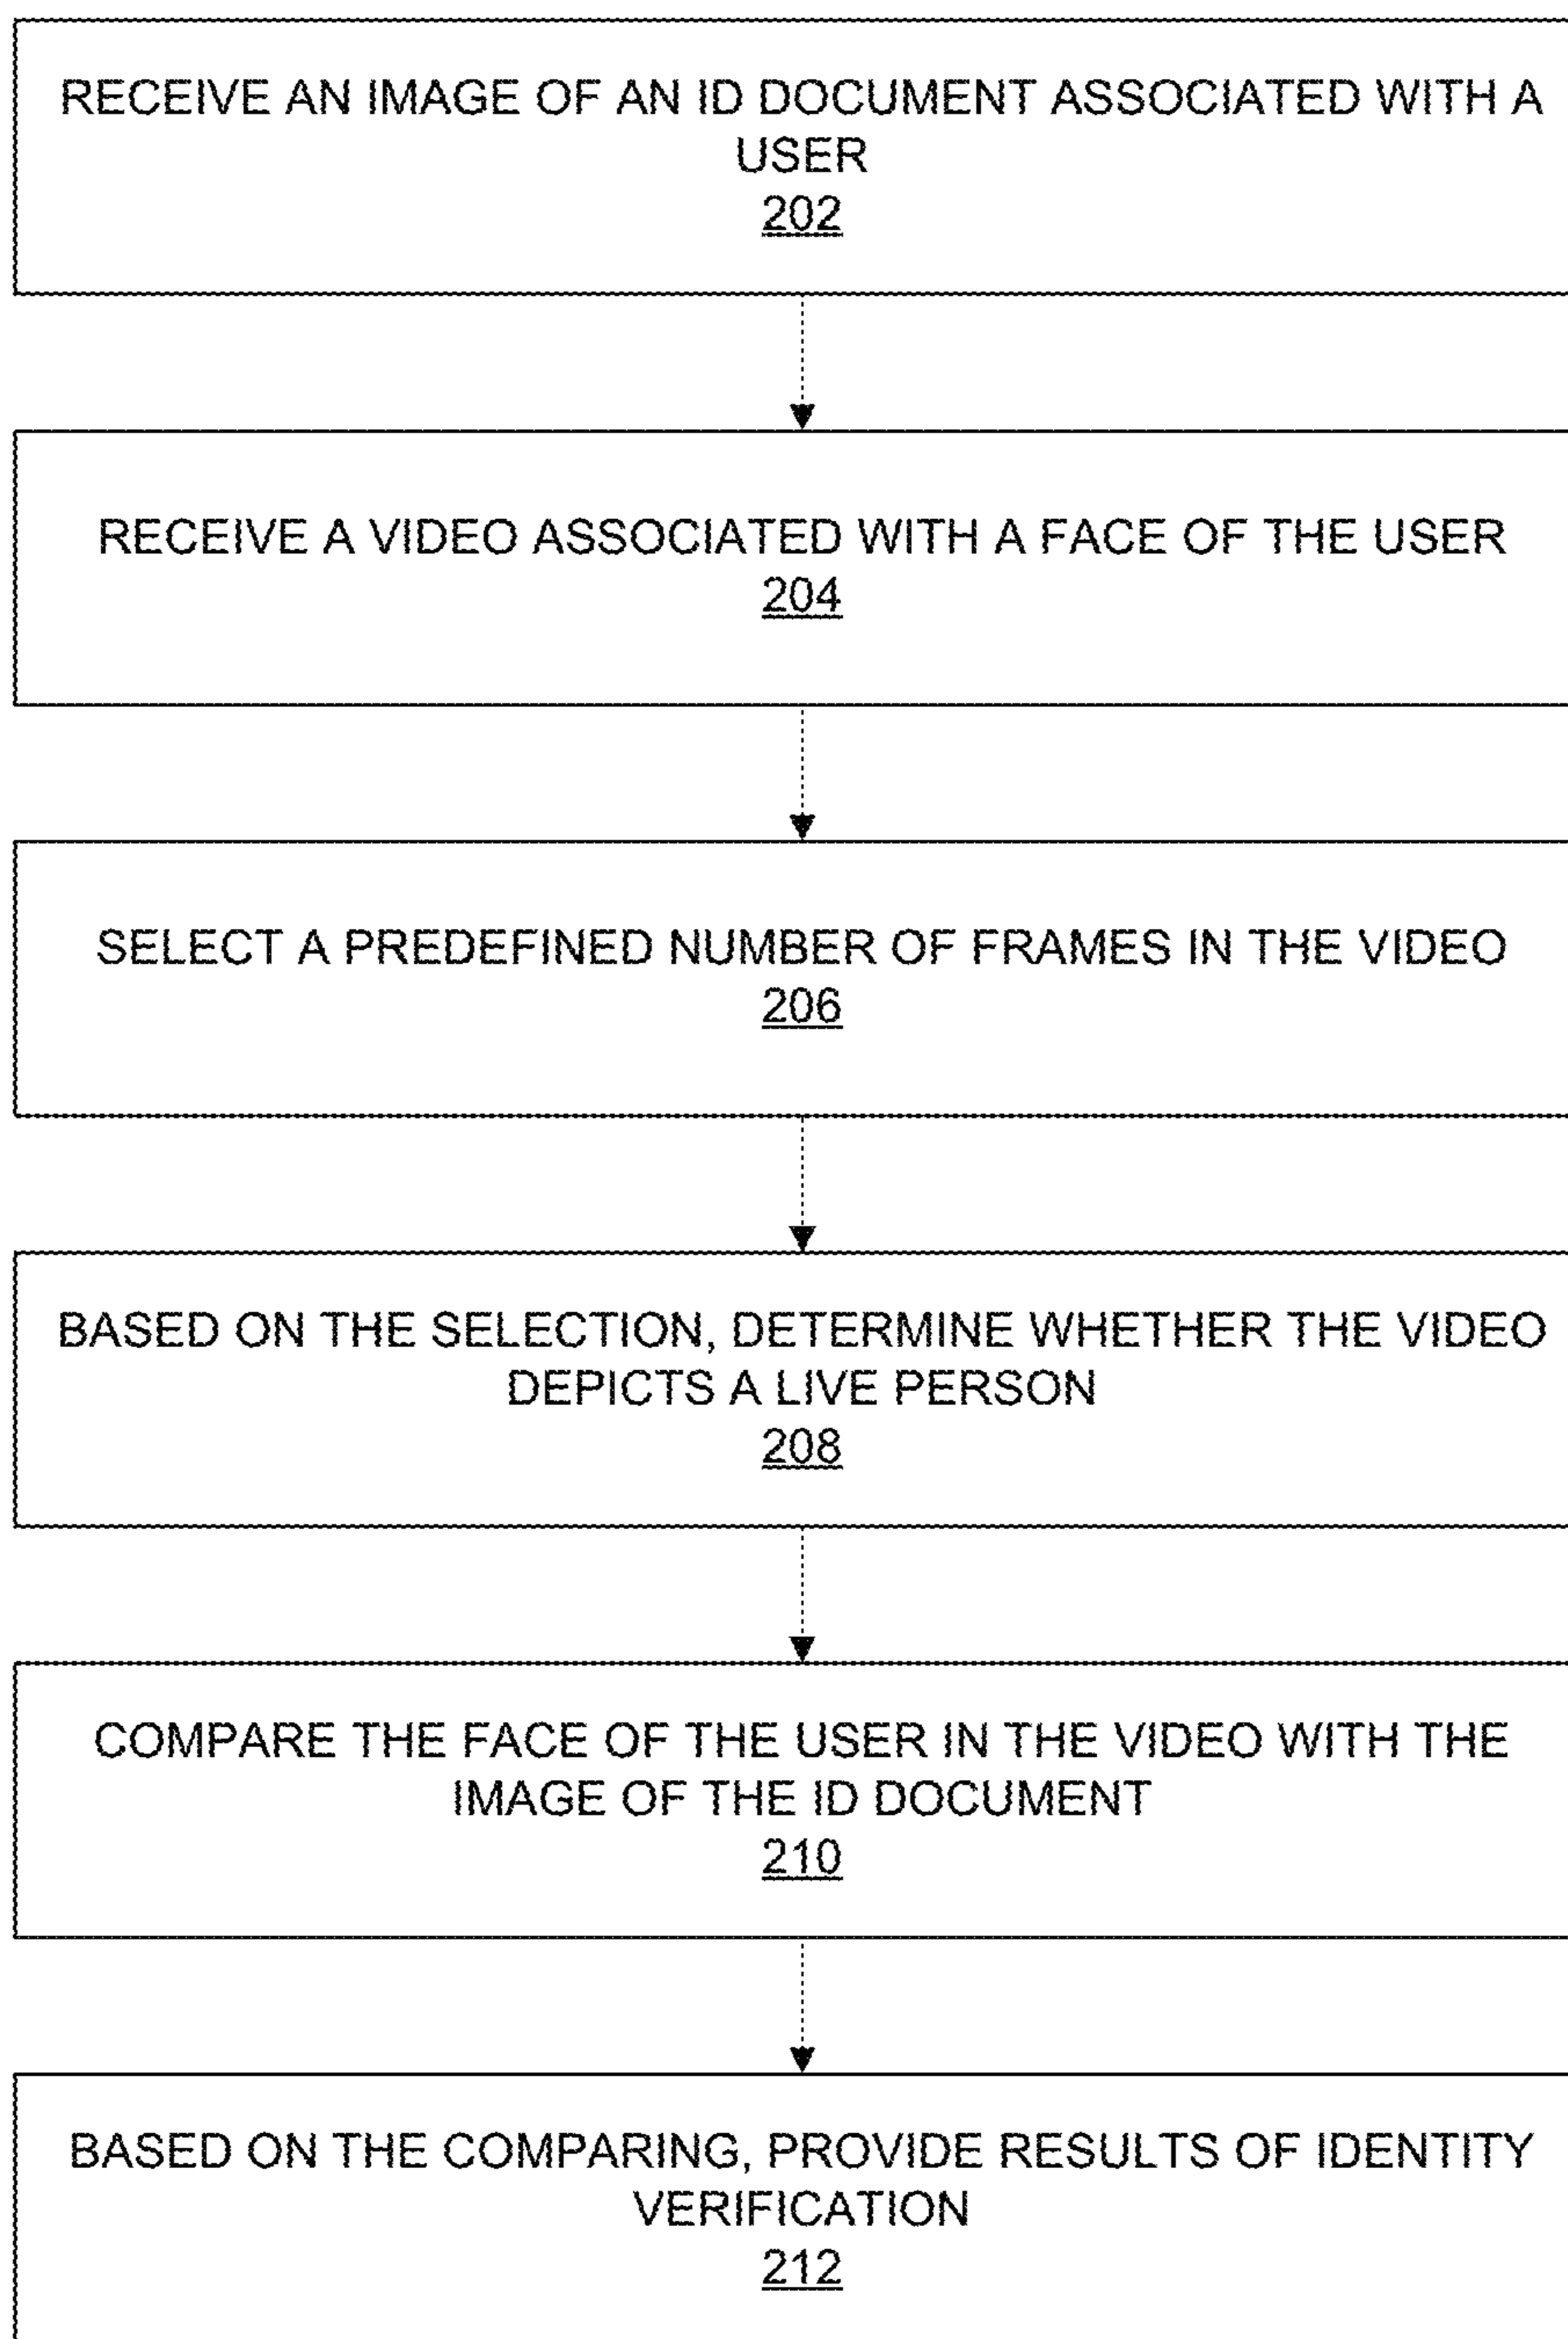 RECEIVE AN IMAGE OF AN ID DOCUMENT ASSOCIATED WITH A
USER
202
RECEIVE A VIDEO ASSOCIATED WITH A FACE OF THE USER
204
SELECT A PREDEFINED NUMBER OF FRAMES IN THE VIDEO
206
BASED ON THE SELECTION, DETERMINE WHETHER THE VIDEO
DEPICTS A LIVE PERSON
208
COMPARE THE FACE OF THE USER IN THE VIDEO WITH THE
IMAGE OF THE ID DOCUMENT
210
BASED ON THE COMPARING, PROVIDE RESULTS OF IDENTITY
VERIFICATION
212